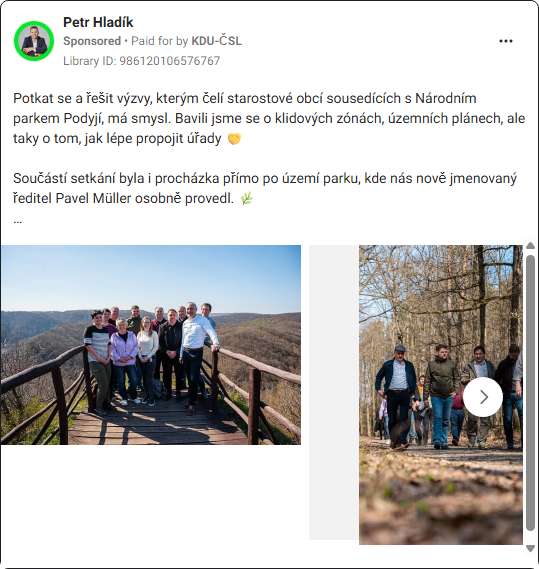 Petr Hladík
Sponsored • Paid for by KDU-ČSL
Library ID: 986120106576767
Potkat se a řešit výzvy, kterým čelí starostové obcí sousedících s Národním
parkem Podyjí, má smysl. Bavili jsme se o klidových zónách, územních plánech, ale
taky o tom, jak lépe propojit úřady 🤝
Součástí setkání byla i procházka přímo po území parku, kde nás nově jmenovaný
ředitel Pavel Müller osobně provedl. 🌿
...